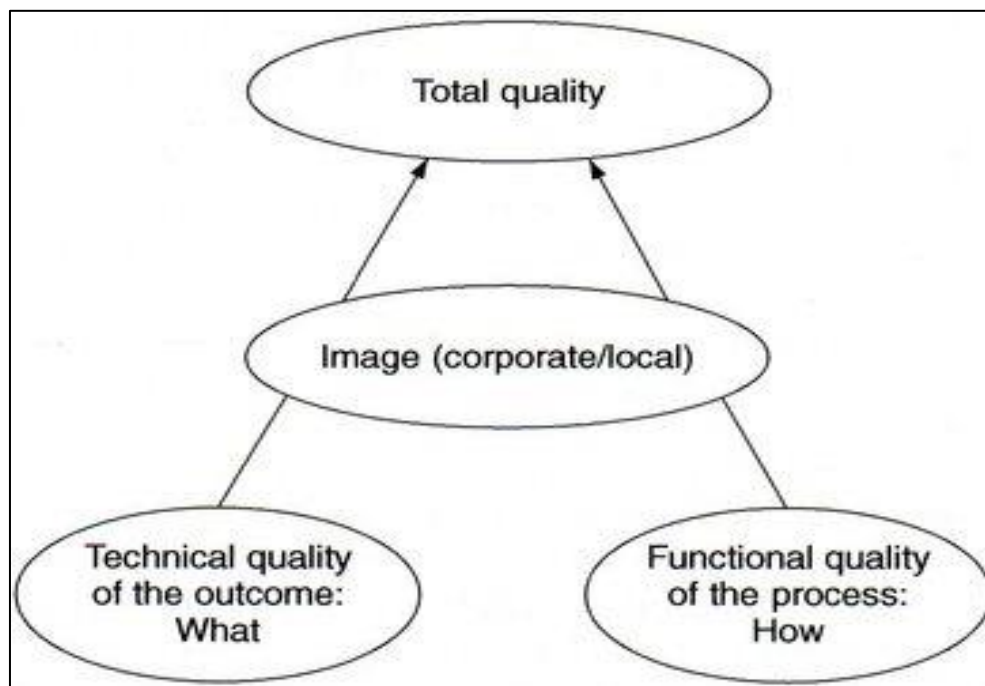 Total quality
Image (corporate/local)
Technical quality
of the outcome:
What
Functional quality
of the process:
How